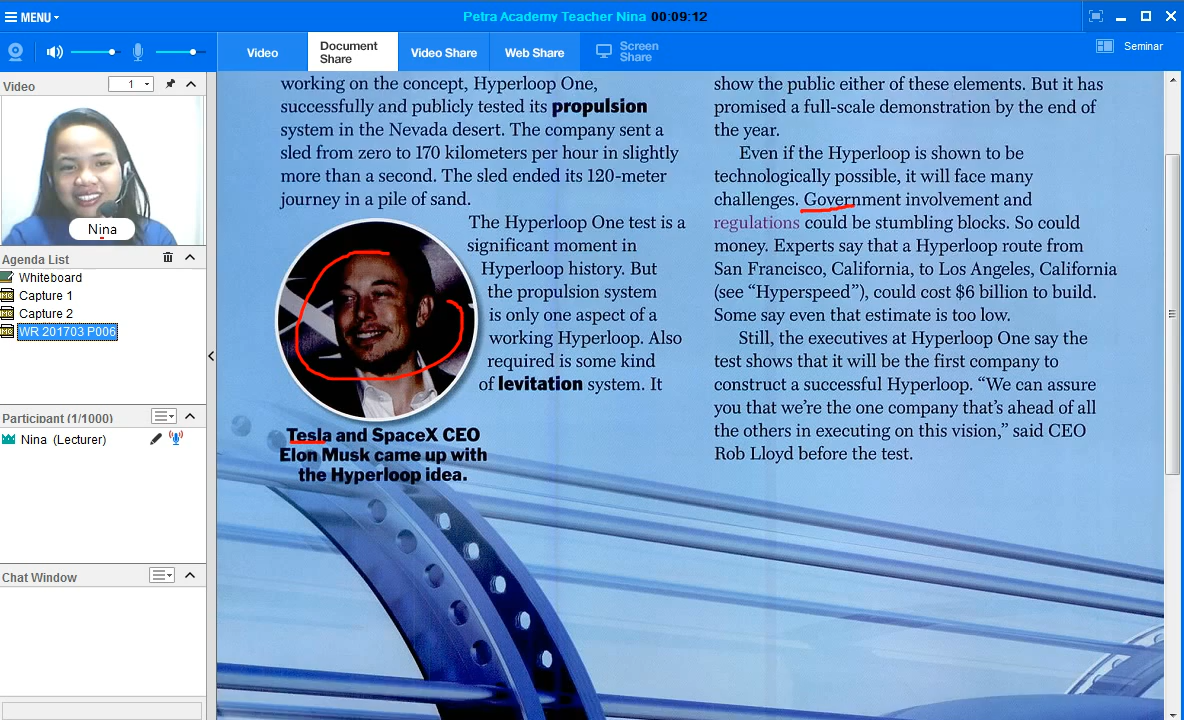 MENU
Petra Academy Teacher Nina 00:09:12
Video
Document
Share
Video Share
Web Share
Screen
Share
Seminar
Video
1
Nina
Agenda List
Whiteboard
Capture 1
Capture 2
WR 201703 P006
Participant (1/1000)
Nina (Lecturer)
Chat Window
working on the concept, Hyperloop One,
successfully and publicly tested its propulsion
system in the Nevada desert. The company sent a
sled from zero to 170 kilometers per hour in slightly
more than a second. The sled ended its 120-meter
journey in a pile of sand.
The Hyperloop One test is a
significant moment in
Hyperloop history. But
the propulsion system
is only one aspect of a
working Hyperloop. Also
required is some kind
of levitation system. It
Tesla and SpaceX CEO
Elon Musk came up with
the Hyperloop idea.
show the public either of these elements. But it has
promised a full-scale demonstration by the end of
the year.
Even if the Hyperloop is shown to be
technologically possible, it will face many
challenges. Government involvement and
regulations could be stumbling blocks. So could
money. Experts say that a Hyperloop route from
San Francisco, California, to Los Angeles, California
(see “Hyperspeed”), could cost $6 billion to build.
Some say even that estimate is too low.
Still, the executives at Hyperloop One say the
test shows that it will be the first company to
construct a successful Hyperloop. “We can assure
you that we’re the one company that’s ahead of all
the others in executing on this vision,” said CEO
Rob Lloyd before the test.